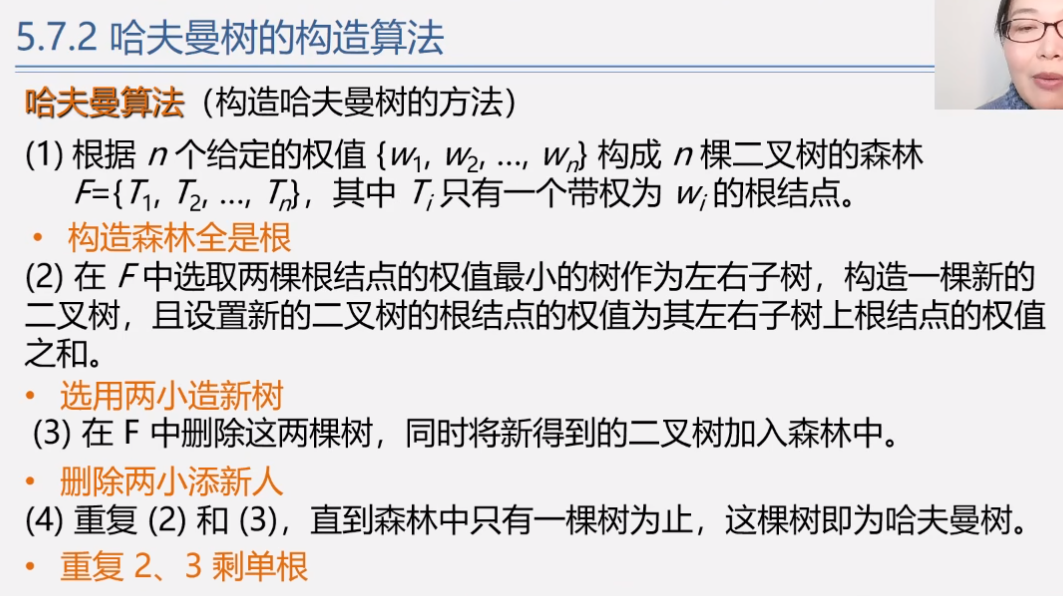 5.7.2 哈夫曼树的构造算法
哈夫曼算法（构造哈夫曼树的方法）
(1) 根据 n 个给定的权值 {w1, w2, ..., wn} 构成 n 棵二叉树的森林
F={T1, T2, ..., Tn}，其中 Ti 只有一个带权为 wi 的根结点。
• 构造森林全是根
(2) 在 F 中选取两棵根结点的权值最小的树作为左右子树，构造一棵新的
二叉树，且设置新的二叉树的根结点的权值为其左右子树上根结点的权值
之和。
• 选用两小造新树
(3) 在 F 中删除这两棵树，同时将新得到的二叉树加入森林中。
• 删除两小添新人
(4) 重复 (2) 和 (3)，直到森林中只有一棵树为止，这棵树即为哈夫曼树。
• 重复 2、3 剩单根